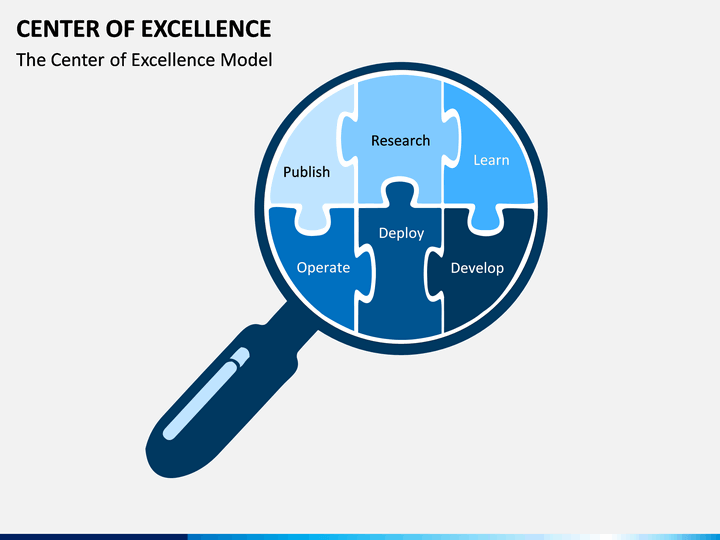 CENTER OF EXCELLENCE
The Center of Excellence Model
Research
Learn
Publish
Deploy
Operate
Develop